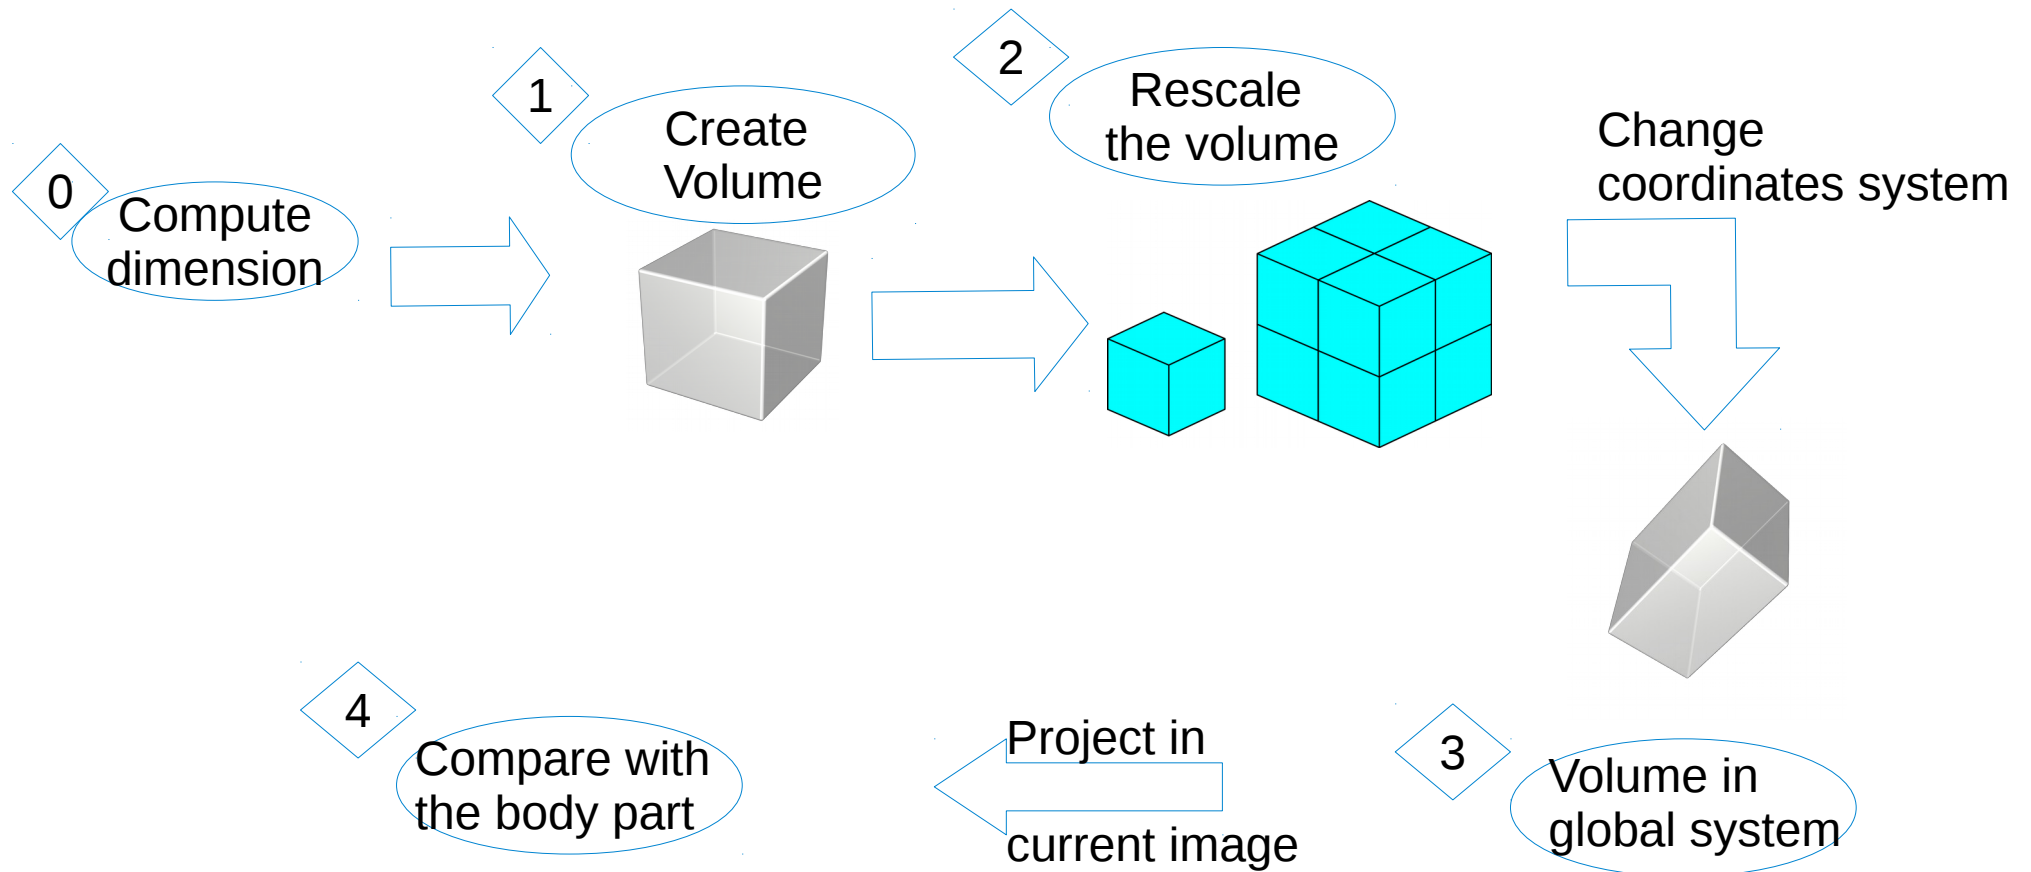 0
Compute
dimension
1
Create
Volume
2
Rescale
the volume
Change
coordinates system
3
Volume in
global system
Project in
current image
4
Compare with
the body part